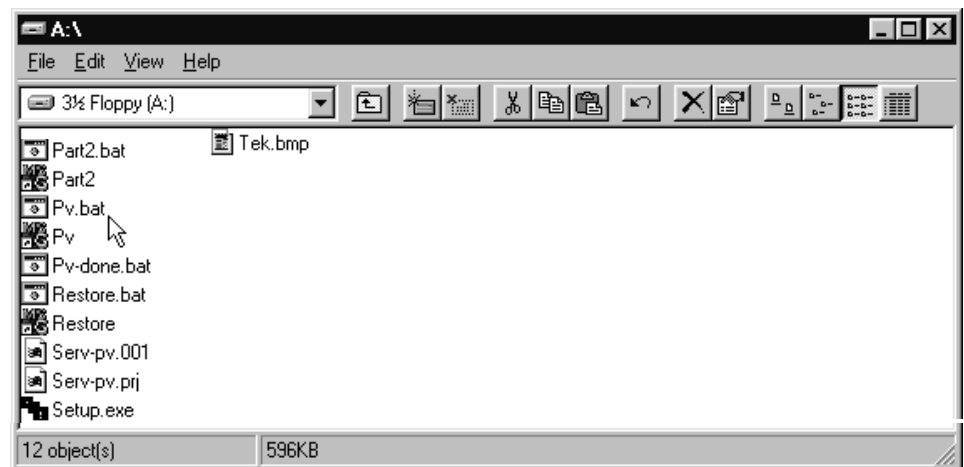 A:\
File Edit View Help
3½ Floppy (A:)
Part2.bat
Part2
Pv.bat
Pv
Pv-done.bat
Restore.bat
Restore
Serv-pv.001
Serv-pv.prj
Setup.exe
Tek.bmp
12 object(s) 596KB